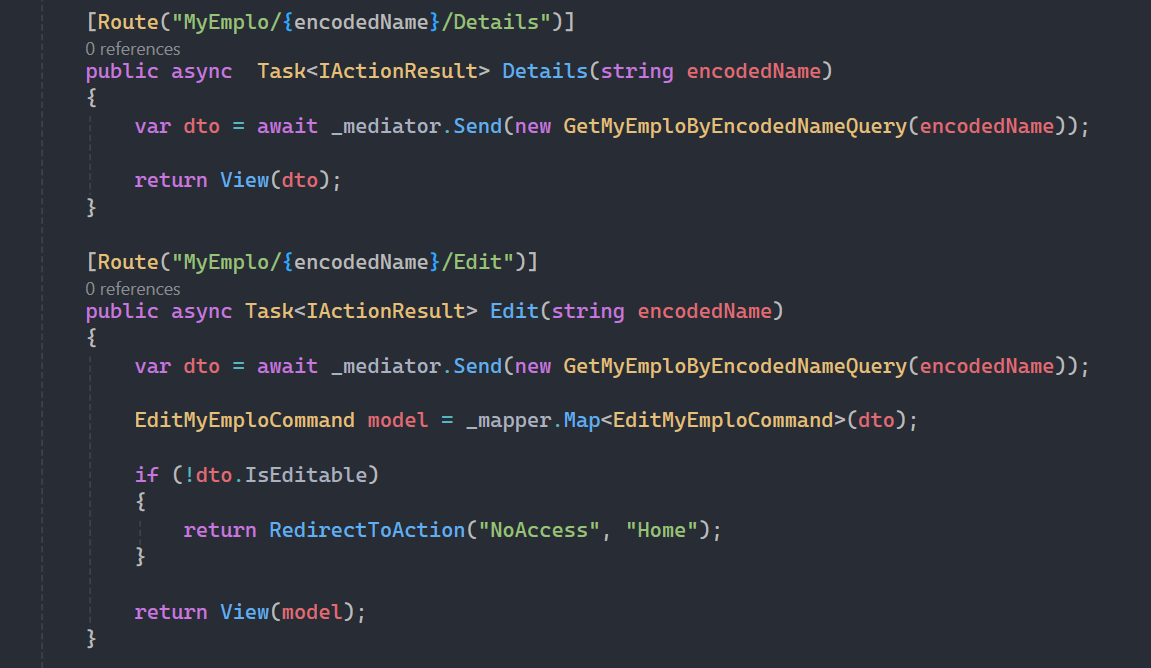 [Route("MyEmplo/{encodedName}/Details")]
0 references
public async  Task<IActionResult> Details(string encodedName)
{
    var dto = await _mediator.Send(new GetMyEmploByEncodedNameQuery(encodedName));
    return View(dto);
}
[Route("MyEmplo/{encodedName}/Edit")]
0 references
public async Task<IActionResult> Edit(string encodedName)
{
    var dto = await _mediator.Send(new GetMyEmploByEncodedNameQuery(encodedName));
    EditMyEmploCommand model = _mapper.Map<EditMyEmploCommand>(dto);
    if (!dto.IsEditable)
    {
        return RedirectToAction("NoAccess", "Home");
    }
    return View(model);
}